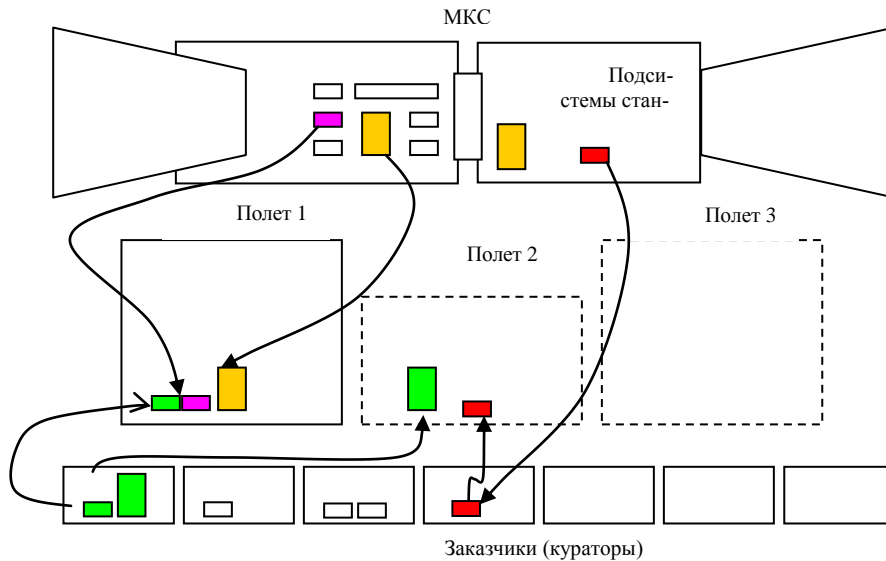 МКС
Подси-
стемы стан-
Полет 1
Полет 2
Полет 3
Заказчики (кураторы)